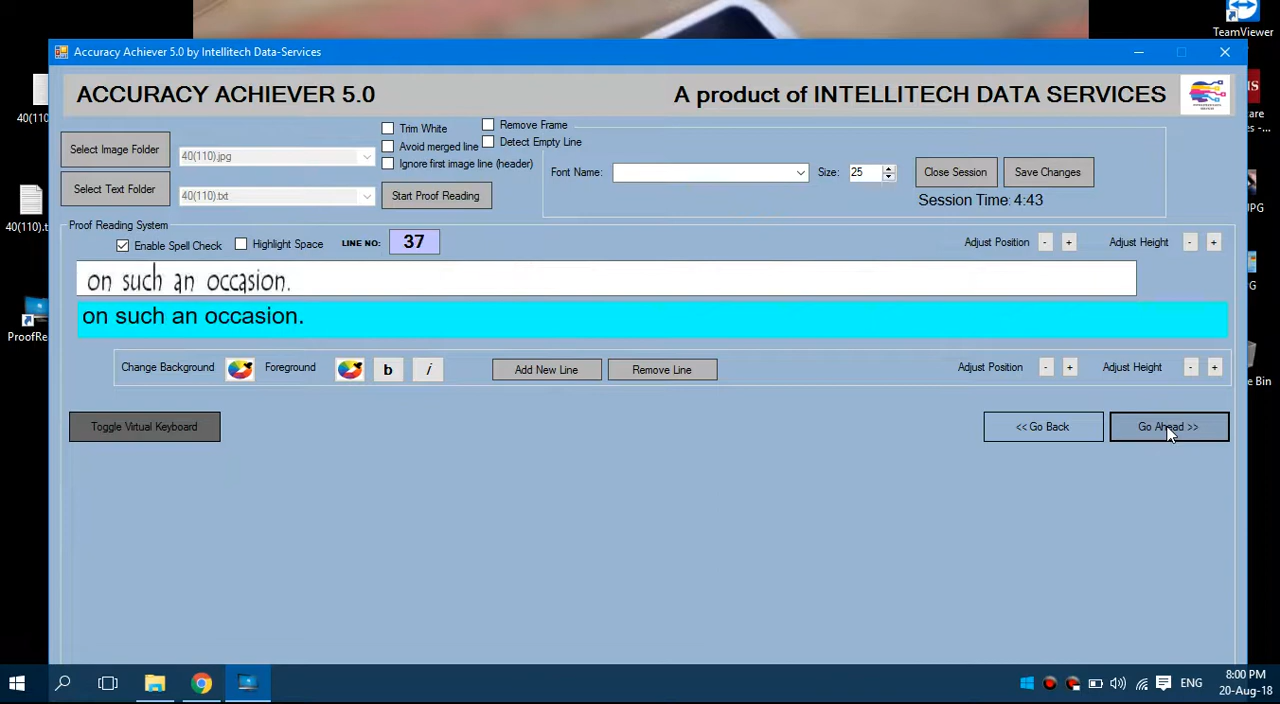 TeamViewer
Accuracy Achiever 5.0 by Intellitech Data-Services
ACCURACY ACHIEVER 5.0
A product of INTELLITECH DATA SERVICES
40(110).
Select Image Folder
40(110).jpg
Trim White
Remove Frame
Avoid merged line
Detect Empty Line
Ignore first image line (header)
Font Name:
Size:
25
Close Session
Save Changes
Select Text Folder
40(110).txt
Start Proof Reading
Session Time: 4:43
40(110).t
Proof Reading System
Enable Spell Check
Highlight Space
LINE NO:
37
Adjust Position
-
+
Adjust Height
-
+
on such an occasion.
on such an occasion.
ProofRe
Change Background
Foreground
b
i
Add New Line
Remove Line
Adjust Position
-
+
Adjust Height
-
+
Toggle Virtual Keyboard
<< Go Back
Go Ahead >>
ENG
8:00 PM
20-Aug-18